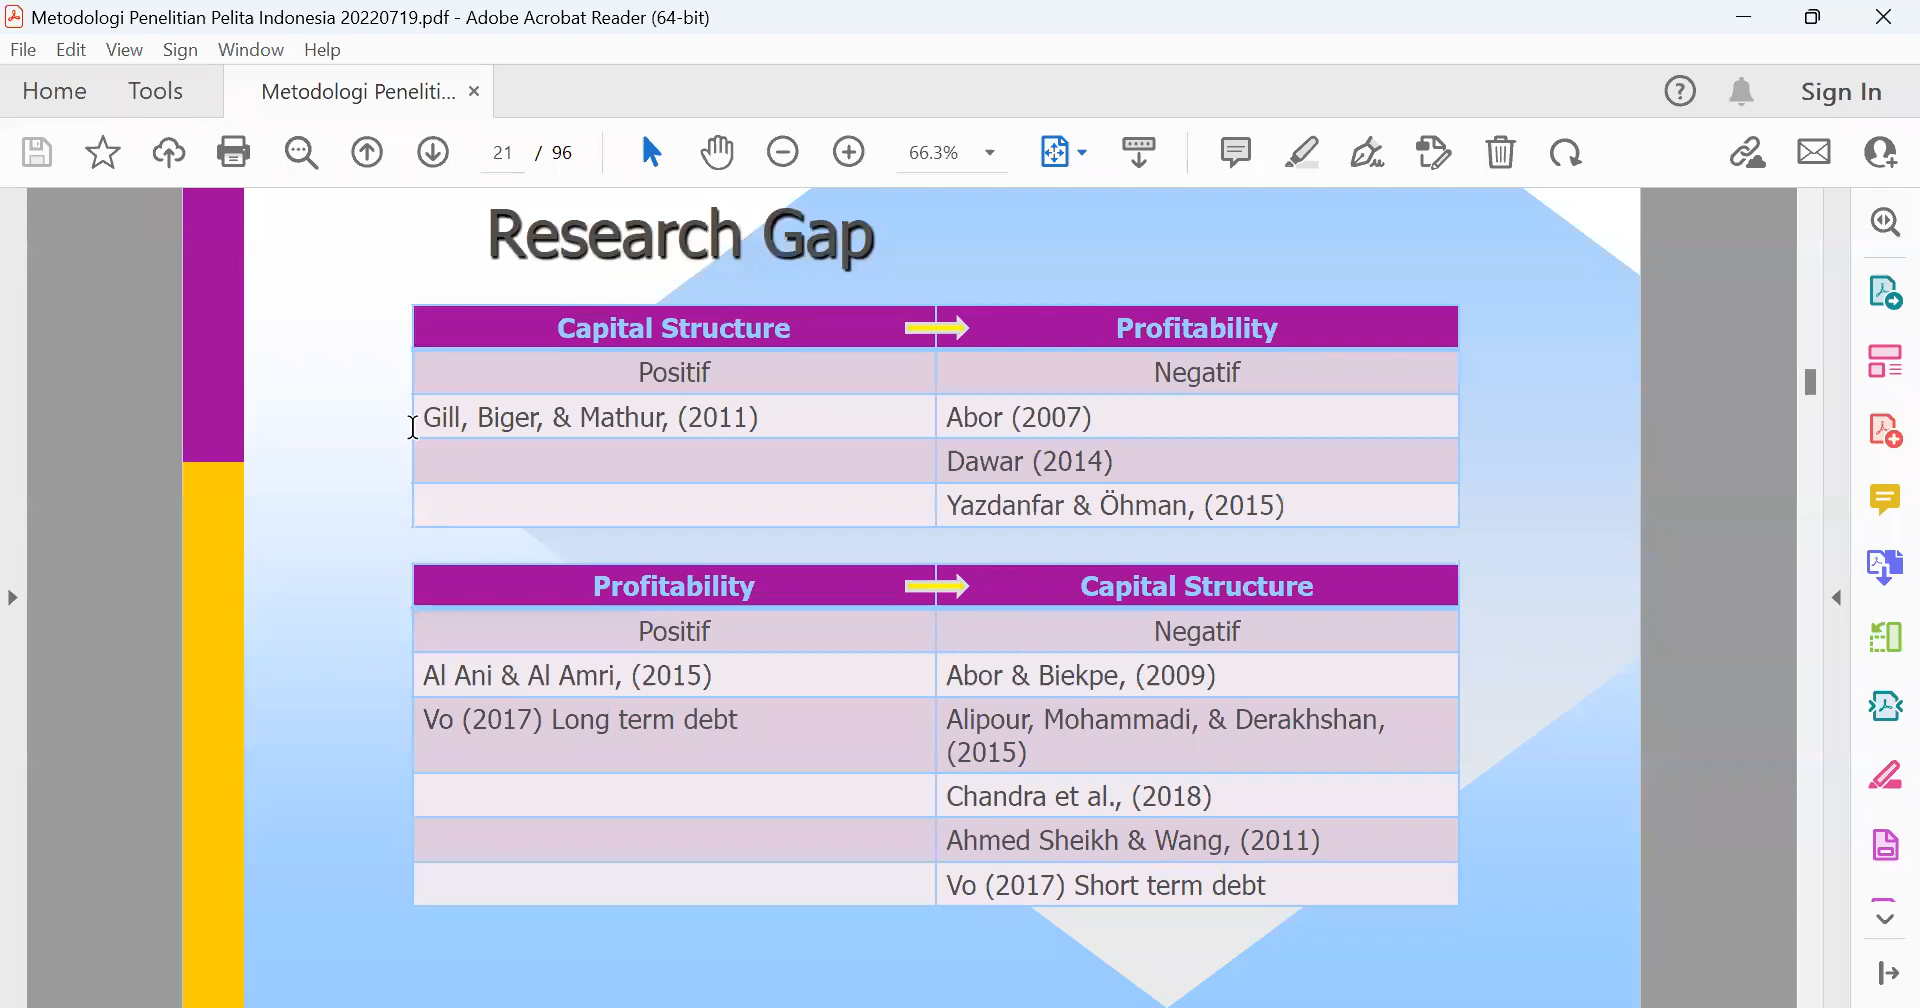 Metodologi Penelitian Pelita Indonesia 20220719.pdf - Adobe Acrobat Reader (64-bit)
File Edit View Sign Window Help
Home Tools Metodologi Peneliti... × Sign In
21 / 96 66.3%
Research Gap
Capital Structure Profitability
Positif Negatif
Gill, Biger, & Mathur, (2011) Abor (2007)
Dawar (2014)
Yazdanfar & Öhman, (2015)
Profitability Capital Structure
Positif Negatif
Al Ani & Al Amri, (2015) Abor & Biekpe, (2009)
Vo (2017) Long term debt Alipour, Mohammadi, & Derakhshan,
(2015)
Chandra et al., (2018)
Ahmed Sheikh & Wang, (2011)
Vo (2017) Short term debt